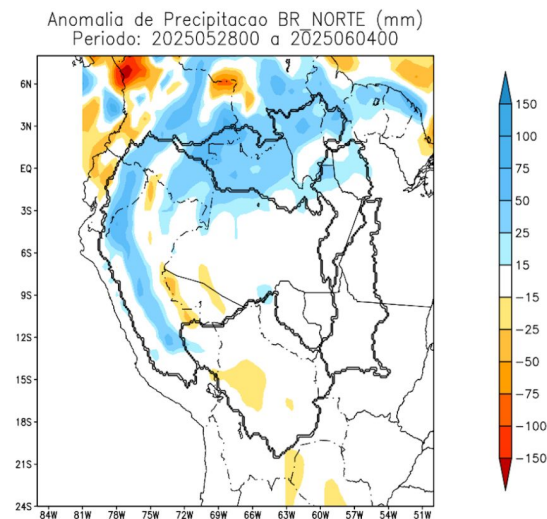 Anomalia de Precipitacao BR_NORTE (mm)
Periodo: 2025052800 a 2025060400
6N
3N
EQ
3S
6S
9S
12S
15S
18S
21S
24S
84W 81W 78W 75W 72W 69W 66W 63W 60W 57W 54W 51W
150
100
75
50
25
15
−15
−25
−50
−75
−100
−150